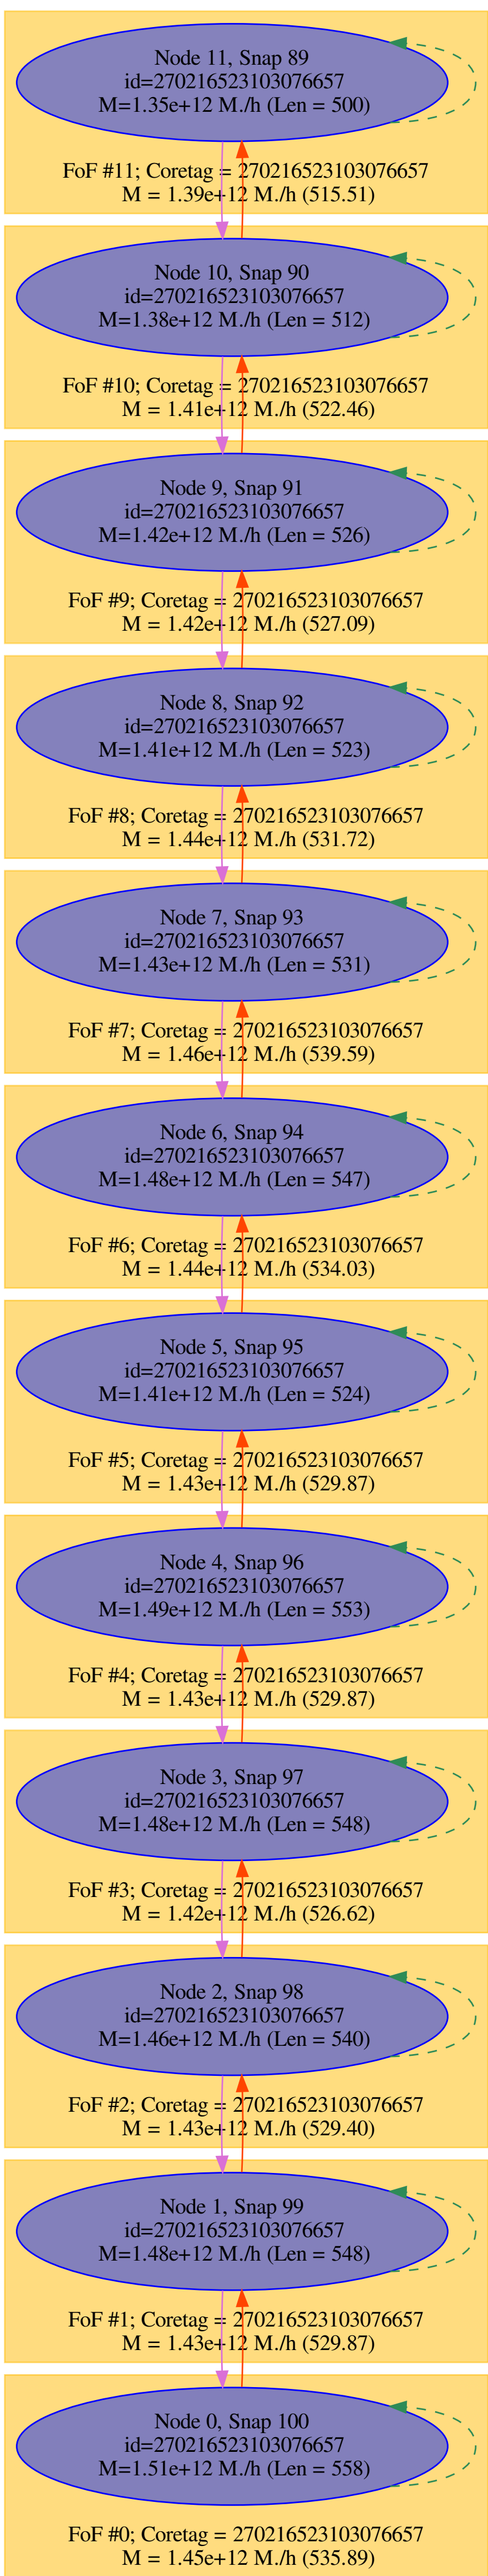 Node 11, Snap 89
id=270216523103076657
M=1.35e+12 M./h (Len = 500)
FoF #11; Coretag = 270216523103076657
M = 1.39e+12 M./h (515.51)
Node 10, Snap 90
id=270216523103076657
M=1.38e+12 M./h (Len = 512)
FoF #10; Coretag = 270216523103076657
M = 1.41e+12 M./h (522.46)
Node 9, Snap 91
id=270216523103076657
M=1.42e+12 M./h (Len = 526)
FoF #9; Coretag = 270216523103076657
M = 1.42e+12 M./h (527.09)
Node 8, Snap 92
id=270216523103076657
M=1.41e+12 M./h (Len = 523)
FoF #8; Coretag = 270216523103076657
M = 1.44e+12 M./h (531.72)
Node 7, Snap 93
id=270216523103076657
M=1.43e+12 M./h (Len = 531)
FoF #7; Coretag = 270216523103076657
M = 1.46e+12 M./h (539.59)
Node 6, Snap 94
id=270216523103076657
M=1.48e+12 M./h (Len = 547)
FoF #6; Coretag = 270216523103076657
M = 1.44e+12 M./h (534.03)
Node 5, Snap 95
id=270216523103076657
M=1.41e+12 M./h (Len = 524)
FoF #5; Coretag = 270216523103076657
M = 1.43e+12 M./h (529.87)
Node 4, Snap 96
id=270216523103076657
M=1.49e+12 M./h (Len = 553)
FoF #4; Coretag = 270216523103076657
M = 1.43e+12 M./h (529.87)
Node 3, Snap 97
id=270216523103076657
M=1.48e+12 M./h (Len = 548)
FoF #3; Coretag = 270216523103076657
M = 1.42e+12 M./h (526.62)
Node 2, Snap 98
id=270216523103076657
M=1.46e+12 M./h (Len = 540)
FoF #2; Coretag = 270216523103076657
M = 1.43e+12 M./h (529.40)
Node 1, Snap 99
id=270216523103076657
M=1.48e+12 M./h (Len = 548)
FoF #1; Coretag = 270216523103076657
M = 1.43e+12 M./h (529.87)
Node 0, Snap 100
id=270216523103076657
M=1.51e+12 M./h (Len = 558)
FoF #0; Coretag = 270216523103076657
M = 1.45e+12 M./h (535.89)